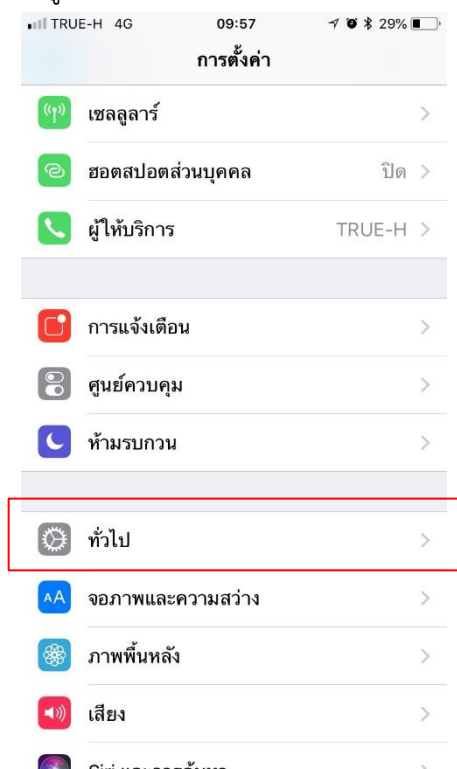 TRUE-H 4G 09:57 29%
การตั้งค่า
เซลลูลาร์
ฮอตสปอตส่วนบุคคล ปิด
ผู้ให้บริการ TRUE-H
การแจ้งเตือน
ศูนย์ควบคุม
ห้ามรบกวน
ทั่วไป
AA จอภาพและความสว่าง
ภาพพื้นหลัง
เสียง